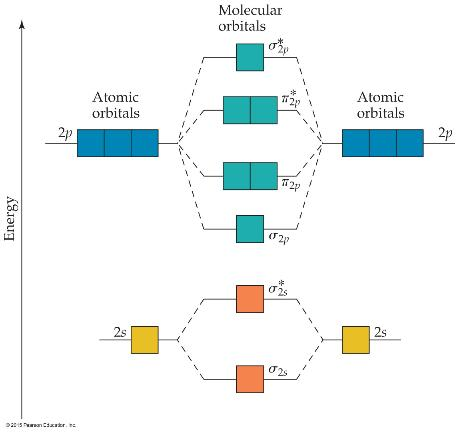 Molecular
orbitals
σ*2p
Atomic
orbitals
π*2p
Atomic
orbitals
2p
2p
π2p
Energy
σ2p
σ*2s
2s
2s
σ2s
© 2015 Pearson Education, Inc.